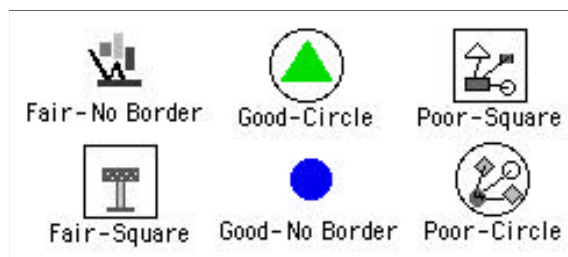 Fair-No Border
Good-Circle
Poor-Square
Fair-Square
Good-No Border
Poor-Circle